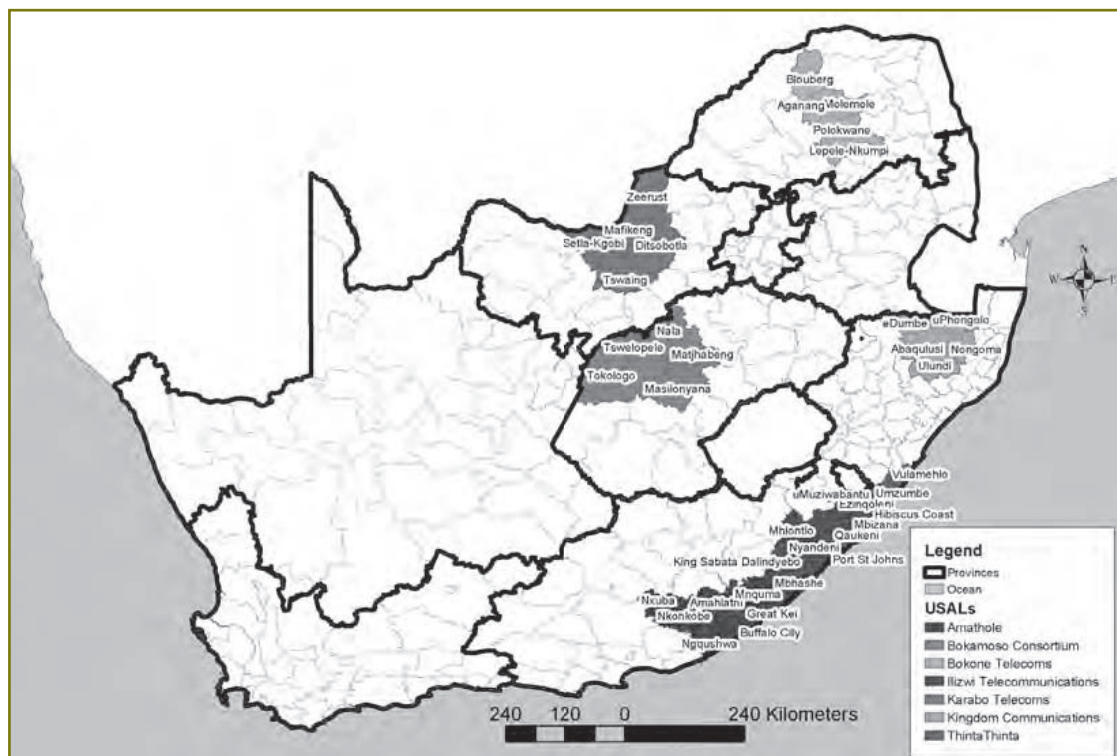 Blouberg
Aganang
Molemole
Polokwane
Lepele-Nkumpi
Zeerust
Mafikeng
Setla-Kgobi
Ditsobotla
Tswaing
N
W
E
S
Nala
Tswelopele
Matjhabeng
Tokologo
Masilonyana
eDumbe
uPhongolo
Abaqulusi
Nongoma
Ulundi
Vulamehlo
uMuziwabantu
Umzumbe
Ezinqoleni
Hibiscus Coast
Mbizana
Mhlontlo
Qaukeni
Nyandeni
King Sabata Dalindyebo
Port St Johns
Mbhashe
Mnquma
Nxuba
Amahlathi
Great Kei
Nkonkobe
Buffalo City
Ngqushwa
Legend
Provinces
Ocean
USALs
Amathole
Bokamoso Consortium
Bokone Telecoms
Ilizwi Telecommunications
Karabo Telecoms
Kingdom Communications
ThintaThinta
240 120 0 240 Kilometers